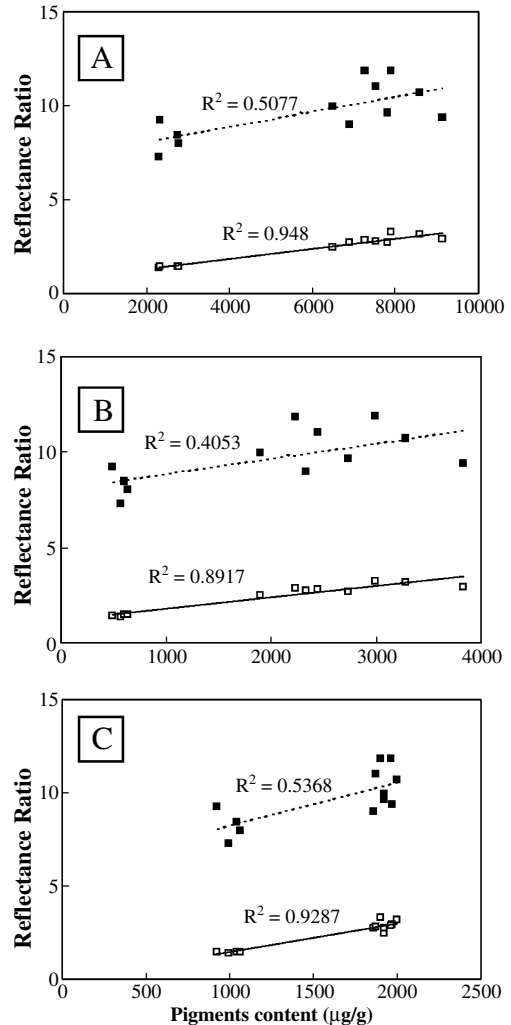 15
A
R² = 0.5077
10
Reflectance Ratio
5
R² = 0.948
0
0 2000 4000 6000 8000 10000
15
B
R² = 0.4053
10
Reflectance Ratio
5
R² = 0.8917
0
0 1000 2000 3000 4000
15
C
R² = 0.5368
10
Reflectance Ratio
5
R² = 0.9287
0
0 500 1000 1500 2000 2500
Pigments content (µg/g)